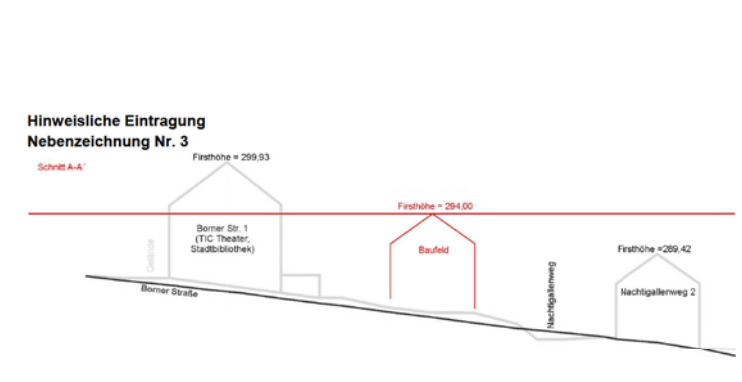 Hinweisliche Eintragung
Nebenzeichnung Nr. 3
Schnitt A-A'
Firsthöhe = 299,93
Firsthöhe = 294,00
Borner Str. 1
(TIC Theater,
Stadtbibliothek)
Baufeld
Firsthöhe =289,42
Gelände
Nachtigallenweg
Nachtigallenweg 2
Borner Straße